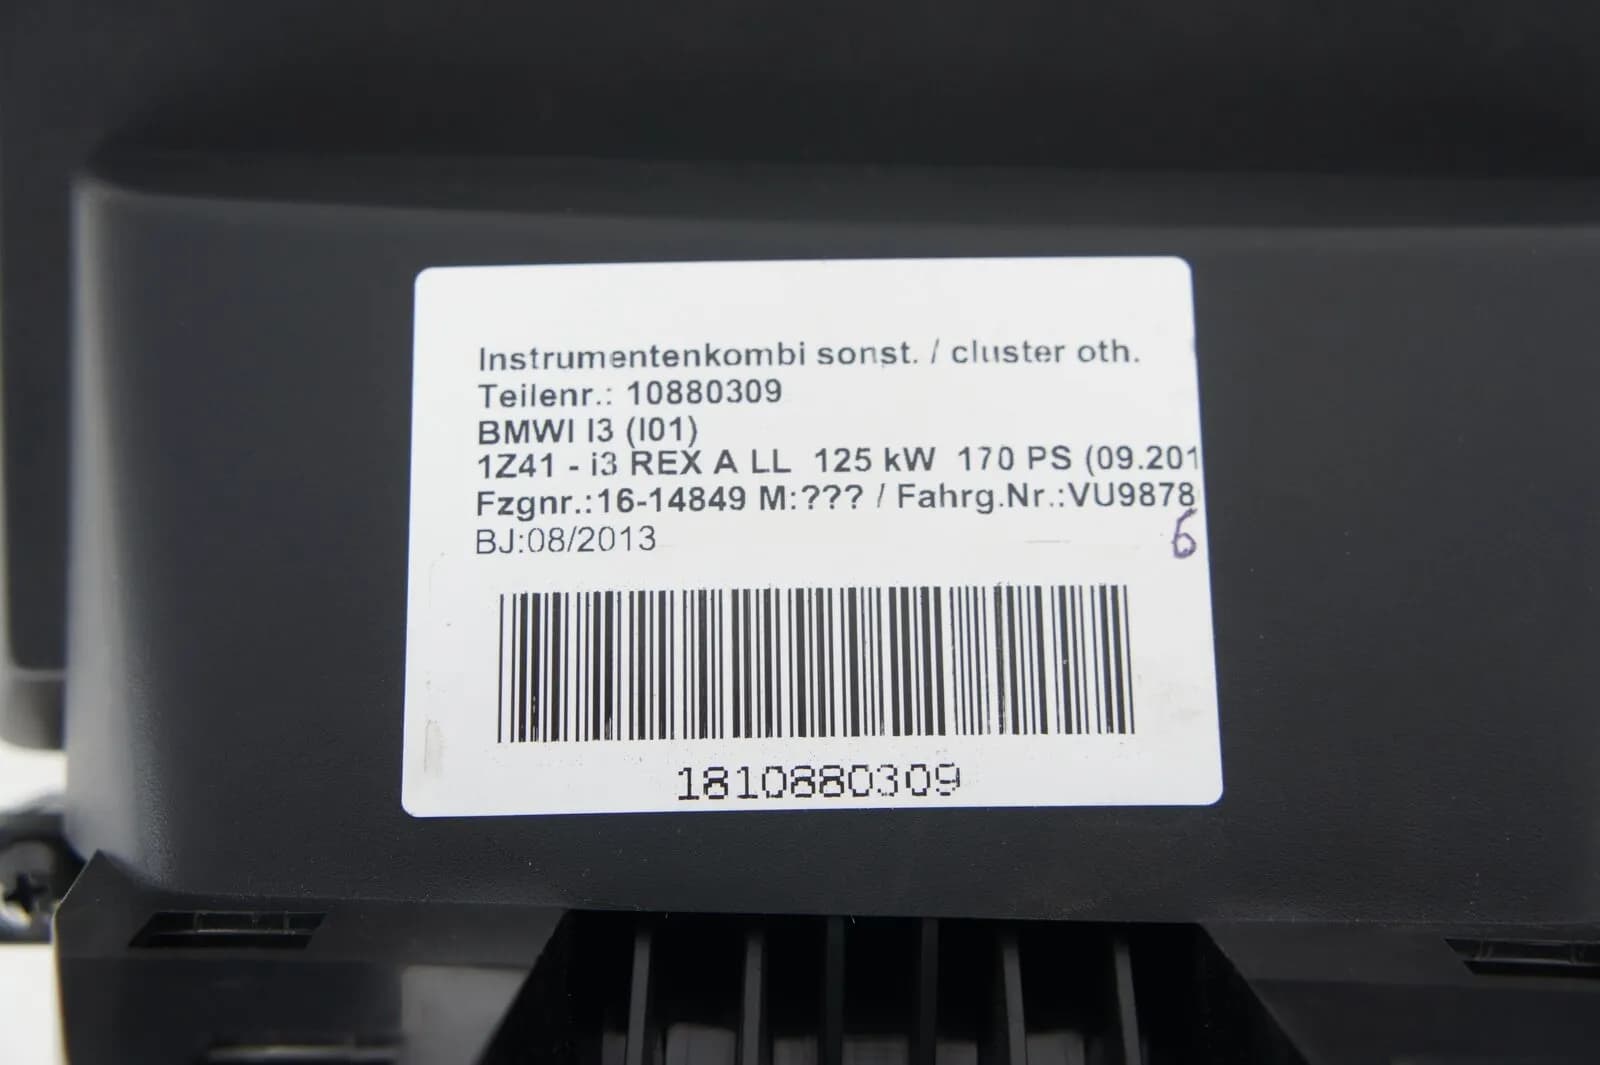 Instrumentenkombi sonst. / cluster oth.
Teilenr.: 10880309
BMWI I3 (I01)
1Z41 - i3 REX A LL 125 kW 170 PS (09.201
Fzgnr.:16-14849 M:??? / Fahrg.Nr.:VU9878
6
BJ:08/2013
1810880309